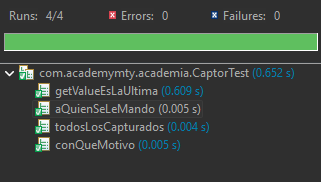 Runs: 4/4 Errors: 0 Failures: 0
com.academymty.academia.CaptorTest (0.652 s)
getValueEsLaUltima (0.609 s)
aQuienSeLeMando (0.005 s)
todosLosCapturados (0.004 s)
conQueMotivo (0.005 s)